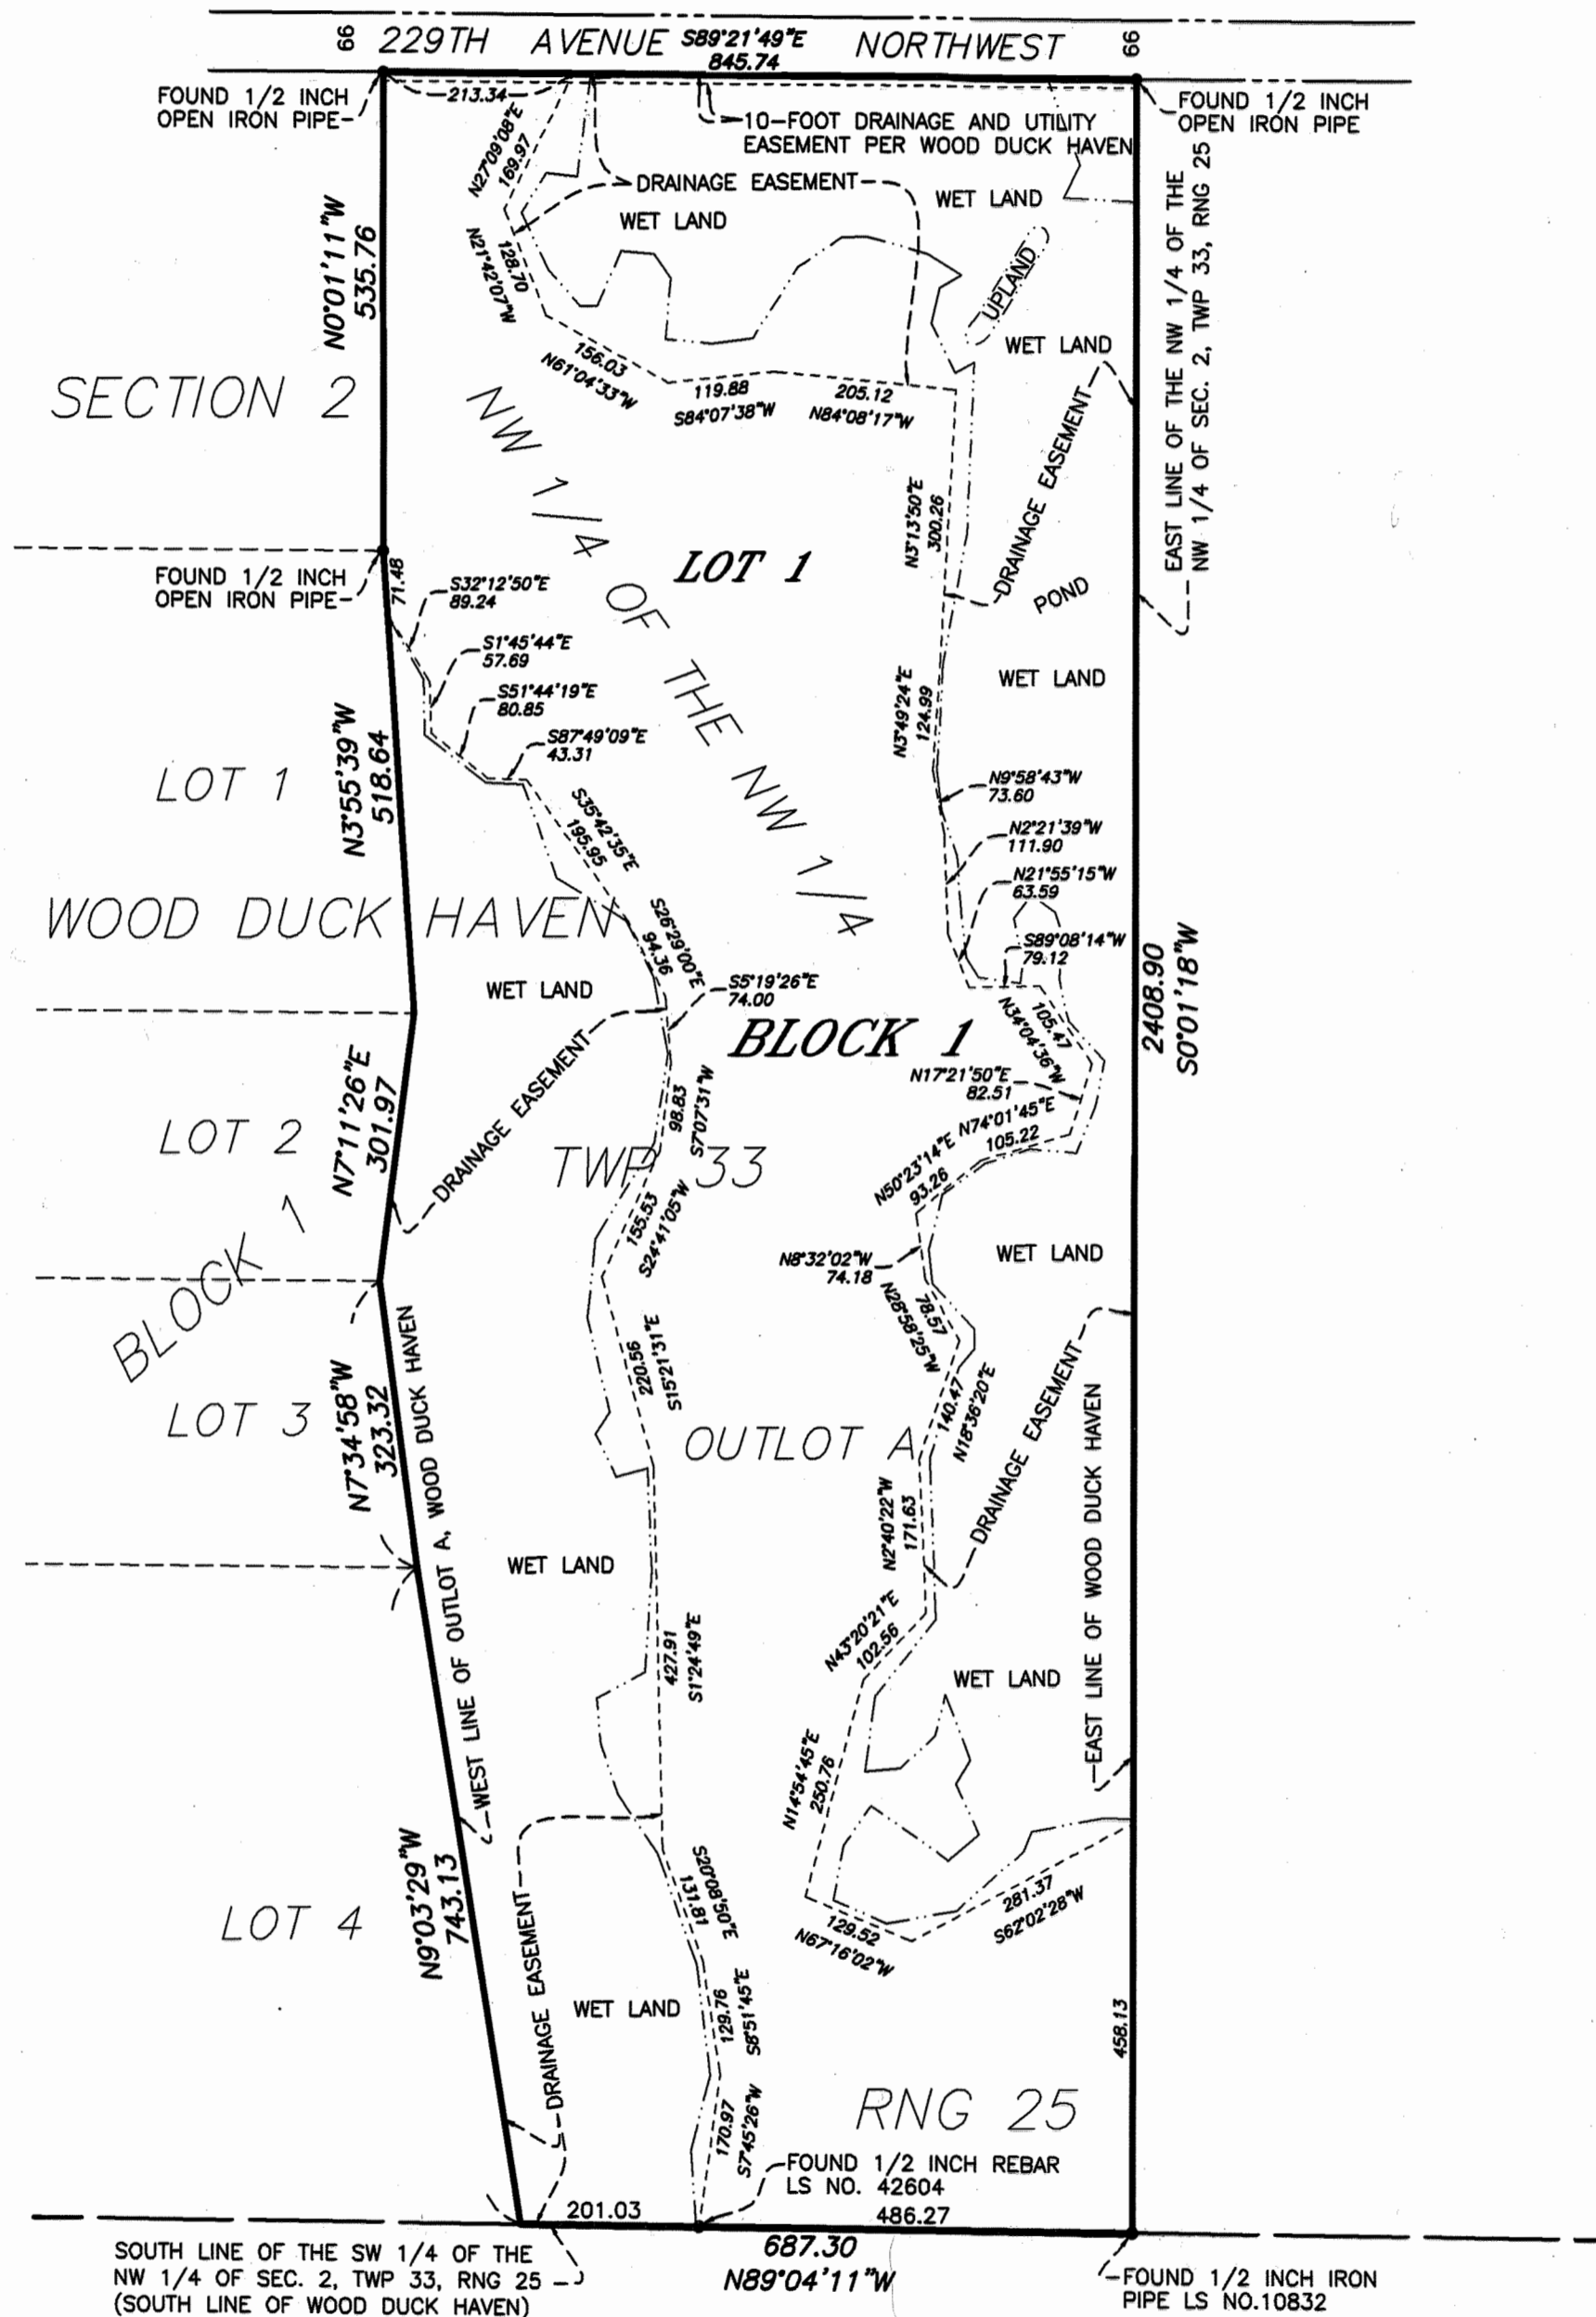 66
229TH AVENUE NORTHWEST
S89°21'49"E
845.74
66
FOUND 1/2 INCH
OPEN IRON PIPE
213.34
FOUND 1/2 INCH
OPEN IRON PIPE
10-FOOT DRAINAGE AND UTILITY
EASEMENT PER WOOD DUCK HAVEN
N27°09'08"E
169.97
DRAINAGE EASEMENT
WET LAND
WET LAND
N21°42'07"W
128.70
UPLAND
WET LAND
N0°01'11"W
535.76
EAST LINE OF THE NW 1/4 OF THE
NW 1/4 OF SEC. 2, TWP 33, RNG 25
156.03
N61°04'33"W
119.88
S84°07'38"W
205.12
N84°08'17"W
SECTION 2
NW 1/4 OF THE NW 1/4
N3°13'50"E
300.26
DRAINAGE EASEMENT
LOT 1
POND
FOUND 1/2 INCH
OPEN IRON PIPE
71.48
S32°12'50"E
89.24
S1°45'44"E
57.69
S51°44'19"E
80.85
S87°49'09"E
43.31
WET LAND
N3°49'24"E
124.99
N3°55'39"W
518.64
LOT 1
N9°58'43"W
73.60
N2°21'39"W
111.90
N21°55'15"W
63.59
S35°42'35"E
195.95
WOOD DUCK HAVEN
S26°29'00"E
94.36
S89°08'14"W
79.12
WET LAND
S5°19'26"E
74.00
2408.90
S0°01'18"W
BLOCK 1
105.47
N34°04'36"W
N17°21'50"E
82.51
DRAINAGE EASEMENT
98.83
S7°07'31"W
N74°01'45"E
105.22
N7°11'26"E
301.97
LOT 2
TWP 33
N50°23'14"E
93.26
155.53
S24°41'05"W
N8°32'02"W
74.18
WET LAND
BLOCK 1
78.57
N28°58'25"W
220.56
S15°21'31"E
140.47
N18°36'20"E
DRAINAGE EASEMENT
N7°34'58"W
323.32
LOT 3
OUTLOT A
WEST LINE OF OUTLOT A, WOOD DUCK HAVEN
N2°40'22"W
171.63
EAST LINE OF WOOD DUCK HAVEN
WET LAND
N43°20'21"E
102.56
427.91
S1°24'49"E
WET LAND
N14°54'45"E
250.76
N9°03'29"W
743.13
LOT 4
S20°08'50"E
131.81
281.37
S62°02'28"W
129.52
N67°16'02"W
DRAINAGE EASEMENT
WET LAND
129.76
S8°51'45"E
458.13
170.97
S7°45'26"W
RNG 25
FOUND 1/2 INCH REBAR
LS NO. 42604
201.03
486.27
687.30
N89°04'11"W
SOUTH LINE OF THE SW 1/4 OF THE
NW 1/4 OF SEC. 2, TWP 33, RNG 25
(SOUTH LINE OF WOOD DUCK HAVEN)
FOUND 1/2 INCH IRON
PIPE LS NO.10832